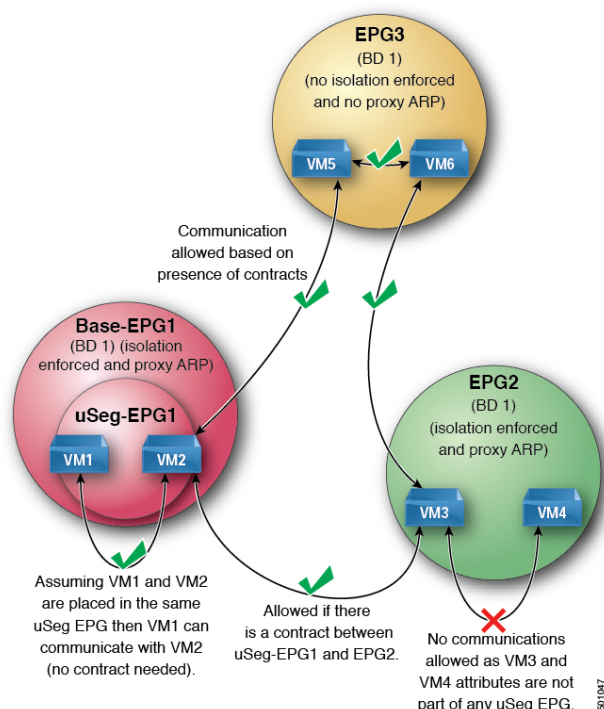 EPG3
(BD 1)
(no isolation enforced
and no proxy ARP)
VM5
VM6
Communication
allowed based on
presence of contracts
Base-EPG1
(BD 1) (isolation
enforced and proxy ARP)
uSeg-EPG1
VM1
VM2
EPG2
(BD 1)
(isolation enforced
and proxy ARP)
VM3
VM4
Assuming VM1 and VM2
are placed in the same
uSeg EPG then VM1 can
communicate with VM2
(no contract needed).
Allowed if there
is a contract between
uSeg-EPG1 and EPG2.
No communications
allowed as VM3 and
VM4 attributes are not
part of any uSeg EPG.
501047